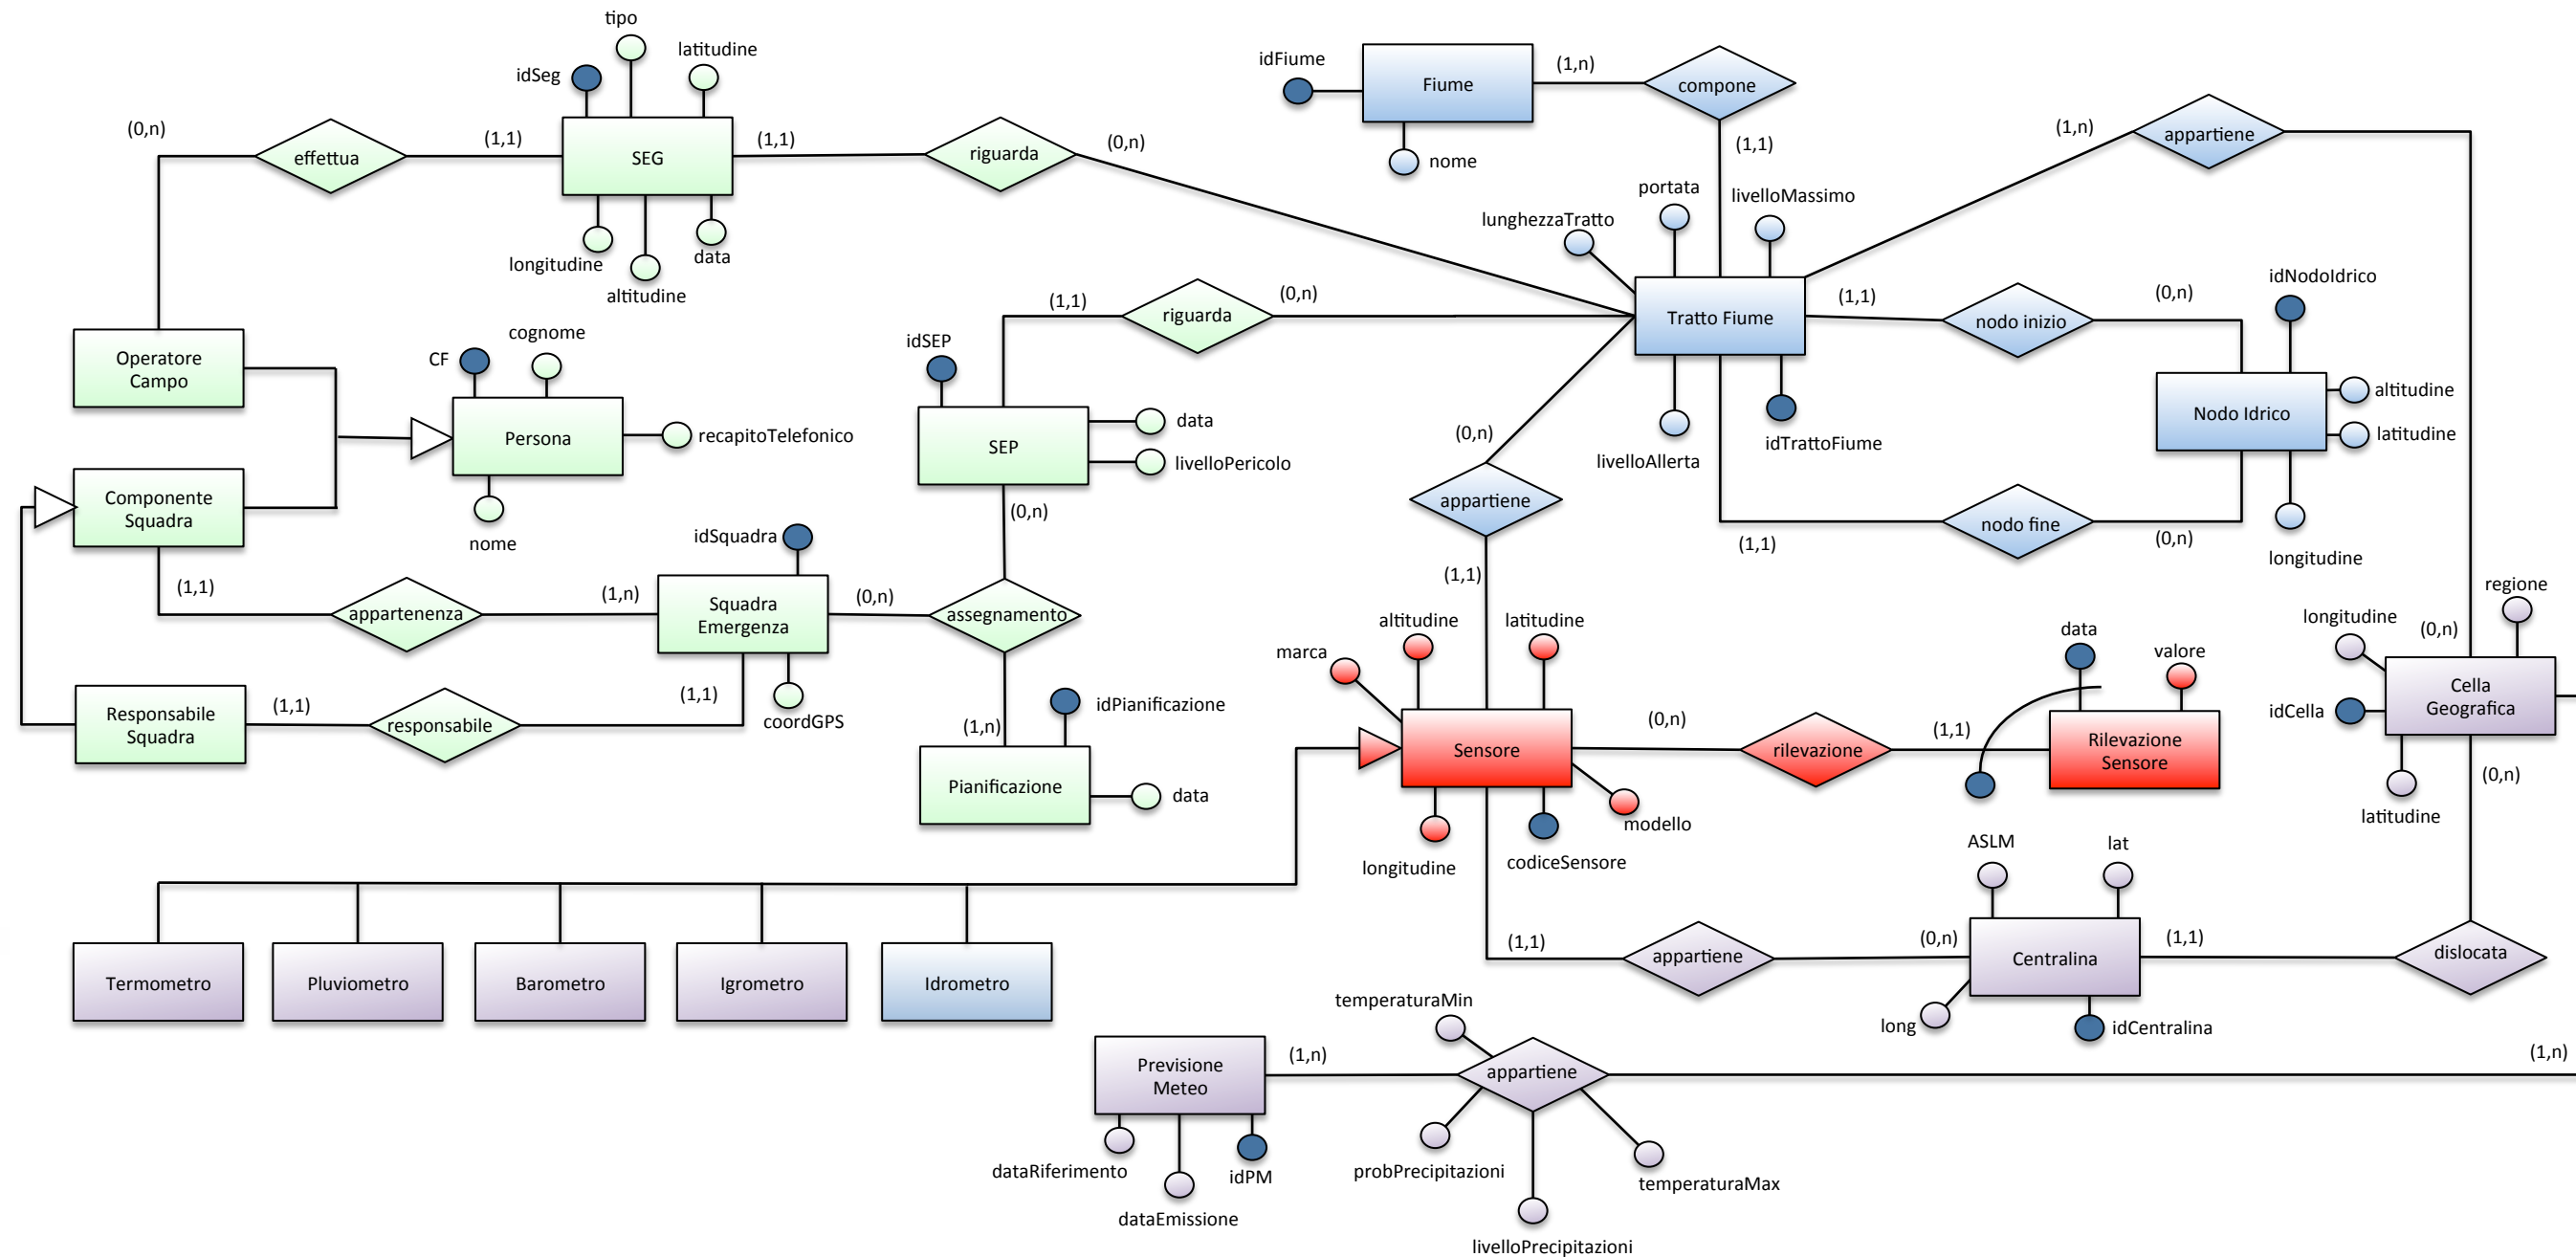 tipo
latitudine
idSeg
(0,n)
effettua
(1,1)
SEG
(1,1)
riguarda
(0,n)
longitudine
altitudine
data
idFiume
Fiume
(1,n)
compone
nome
(1,1)
(1,n)
appartiene
portata
livelloMassimo
lunghezzaTratto
(1,1)
riguarda
(0,n)
Tratto Fiume
(1,1)
nodo inizio
(0,n)
idNodoIdrico
altitudine
latitudine
Nodo Idrico
longitudine
livelloAllerta
idTrattoFiume
(1,1)
nodo fine
(0,n)
Operatore
Campo
CF
cognome
Persona
recapitoTelefonico
nome
idSEP
SEP
data
livelloPericolo
(0,n)
(0,n)
appartiene
(1,1)
Componente
Squadra
(1,1)
appartenenza
(1,n)
idSquadra
Squadra
Emergenza
(0,n)
assegnamento
coordGPS
Responsabile
Squadra
(1,1)
responsabile
(1,1)
(1,n)
idPianificazione
Pianificazione
data
marca
altitudine
latitudine
Sensore
(0,n)
rilevazione
(1,1)
data
valore
Rilevazione
Sensore
longitudine
codiceSensore
modello
regione
longitudine
(0,n)
idCella
Cella
Geografica
latitudine
(0,n)
Termometro
Pluviometro
Barometro
Igrometro
Idrometro
(1,1)
appartiene
(0,n)
ASLM
lat
Centralina
(1,1)
dislocata
long
idCentralina
Previsione
Meteo
(1,n)
temperaturaMin
appartiene
(1,n)
dataRiferimento
dataEmissione
idPM
probPrecipitazioni
livelloPrecipitazioni
temperaturaMax